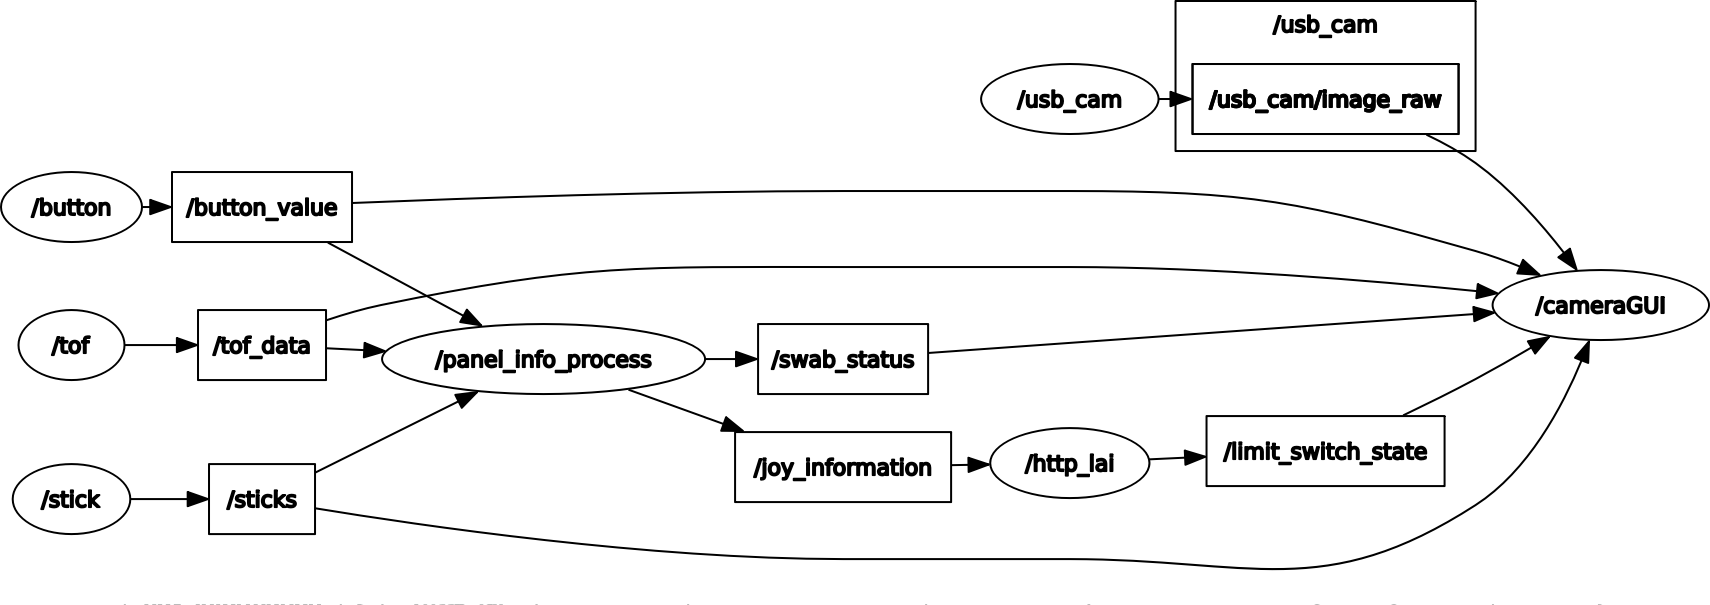 /usb_cam
/usb_cam
/usb_cam/image_raw
/button
/button_value
/cameraGUI
/tof
/tof_data
/panel_info_process
/swab_status
/stick
/sticks
/joy_information
/http_lai
/limit_switch_state